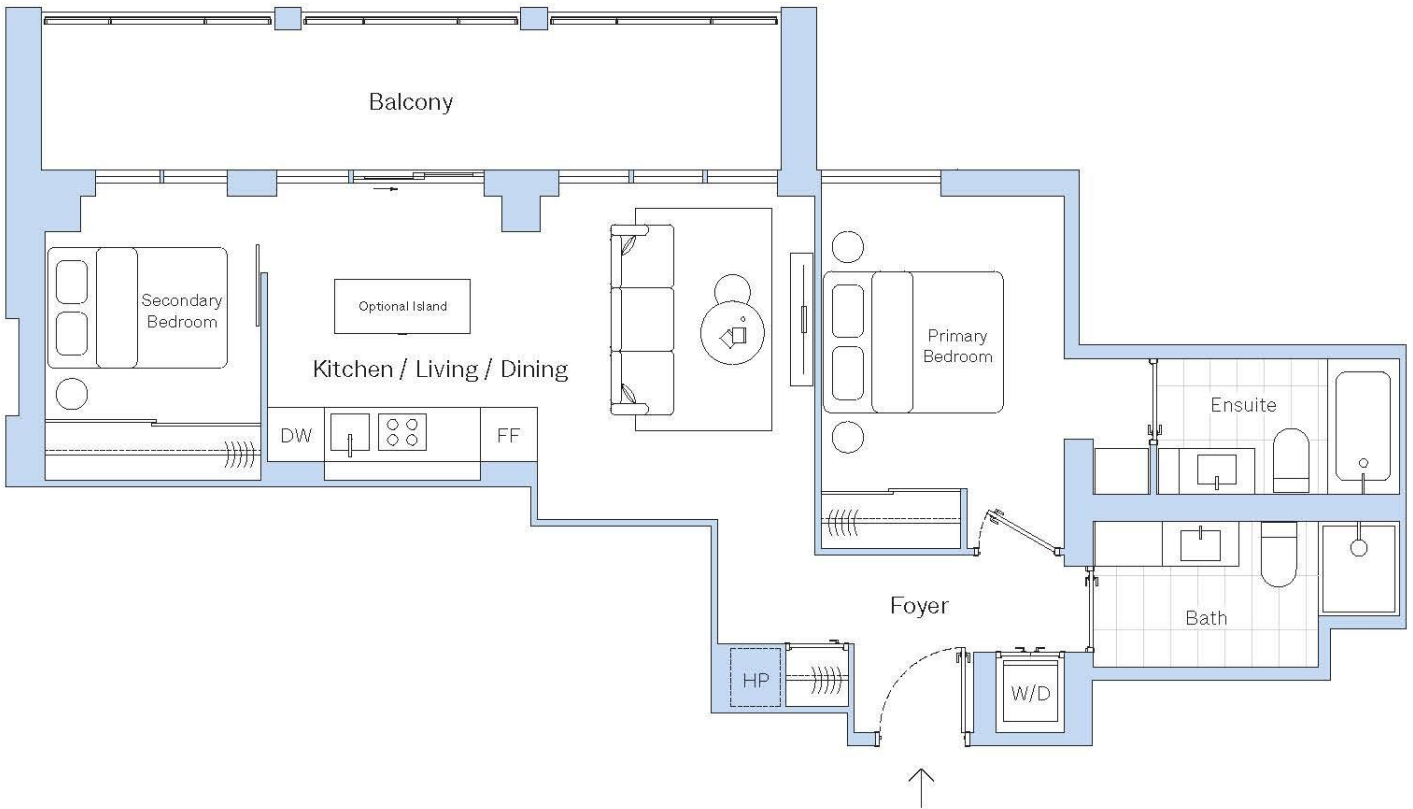 Balcony
Secondary
Bedroom
Optional Island
Kitchen / Living / Dining
Primary
Bedroom
Ensuite
DW
FF
Foyer
Bath
HP
W/D